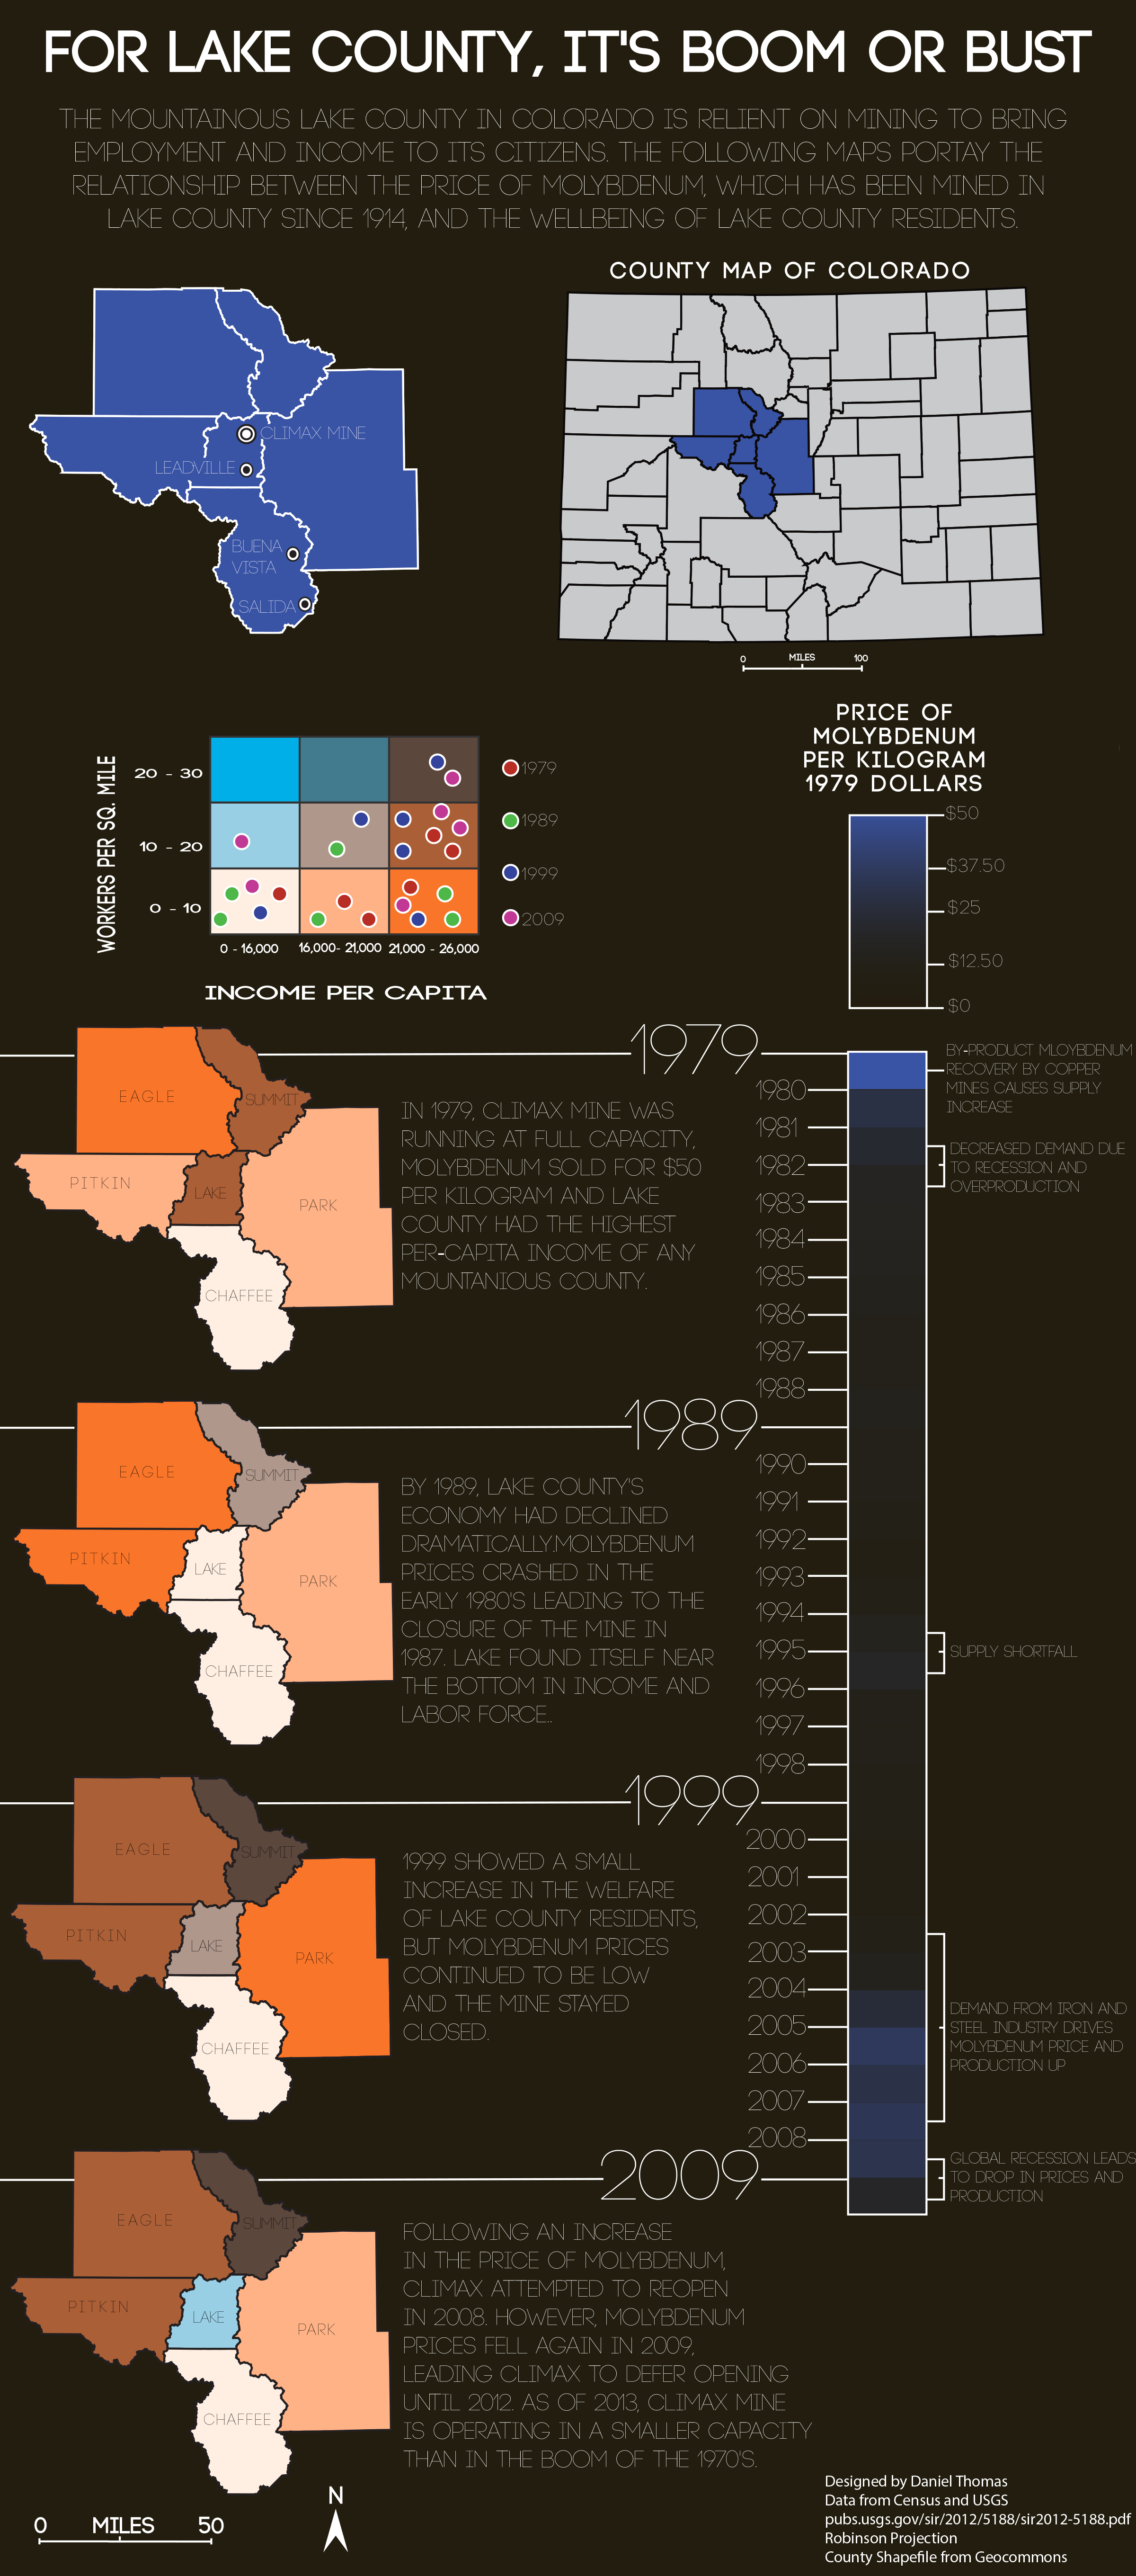 FOR LAKE COUNTY, IT'S BOOM OR BUST
THE MOUNTAINOUS LAKE COUNTY IN COLORADO IS RELIENT ON MINING TO BRING
EMPLOYMENT AND INCOME TO ITS CITIZENS. THE FOLLOWING MAPS PORTAY THE
RELATIONSHIP BETWEEN THE PRICE OF MOLYBDENUM, WHICH HAS BEEN MINED IN
LAKE COUNTY SINCE 1914, AND THE WELLBEING OF LAKE COUNTY RESIDENTS.
CLIMAX MINE
LEADVILLE
BUENA
VISTA
SALIDA
COUNTY MAP OF COLORADO
0 MILES 100
WORKERS PER SQ. MILE
20 - 30
10 - 20
0 - 10
0 - 16,000 16,000- 21,000 21,000 - 26,000
INCOME PER CAPITA
1979
1989
1999
2009
PRICE OF
MOLYBDENUM
PER KILOGRAM
1979 DOLLARS
$50
$37.50
$25
$12.50
$0
1979
EAGLE
SUMMIT
PITKIN
LAKE
PARK
CHAFFEE
IN 1979, CLIMAX MINE WAS
RUNNING AT FULL CAPACITY,
MOLYBDENUM SOLD FOR $50
PER KILOGRAM AND LAKE
COUNTY HAD THE HIGHEST
PER-CAPITA INCOME OF ANY
MOUNTANIOUS COUNTY.
1980
1981
1982
1983
1984
1985
1986
1987
1988
BY-PRODUCT MLOYBDENUM
RECOVERY BY COPPER
MINES CAUSES SUPPLY
INCREASE
DECREASED DEMAND DUE
TO RECESSION AND
OVERPRODUCTION
1989
EAGLE
SUMMIT
PITKIN
LAKE
PARK
CHAFFEE
BY 1989, LAKE COUNTY'S
ECONOMY HAD DECLINED
DRAMATICALLY.MOLYBDENUM
PRICES CRASHED IN THE
EARLY 1980'S LEADING TO THE
CLOSURE OF THE MINE IN
1987. LAKE FOUND ITSELF NEAR
THE BOTTOM IN INCOME AND
LABOR FORCE..
1990
1991
1992
1993
1994
1995
1996
1997
1998
SUPPLY SHORTFALL
1999
EAGLE
SUMMIT
PITKIN
LAKE
PARK
CHAFFEE
1999 SHOWED A SMALL
INCREASE IN THE WELFARE
OF LAKE COUNTY RESIDENTS,
BUT MOLYBDENUM PRICES
CONTINUED TO BE LOW
AND THE MINE STAYED
CLOSED.
2000
2001
2002
2003
2004
2005
2006
2007
2008
DEMAND FROM IRON AND
STEEL INDUSTRY DRIVES
MOLYBDENUM PRICE AND
PRODUCTION UP
GLOBAL RECESSION LEADS
TO DROP IN PRICES AND
PRODUCTION
2009
EAGLE
SUMMIT
PITKIN
LAKE
PARK
CHAFFEE
FOLLOWING AN INCREASE
IN THE PRICE OF MOLYBDENUM,
CLIMAX ATTEMPTED TO REOPEN
IN 2008. HOWEVER, MOLYBDENUM
PRICES FELL AGAIN IN 2009,
LEADING CLIMAX TO DEFER OPENING
UNTIL 2012. AS OF 2013, CLIMAX MINE
IS OPERATING IN A SMALLER CAPACITY
THAN IN THE BOOM OF THE 1970'S.
0 MILES 50
N
Designed by Daniel Thomas
Data from Census and USGS
pubs.usgs.gov/sir/2012/5188/sir2012-5188.pdf
Robinson Projection
County Shapefile from Geocommons